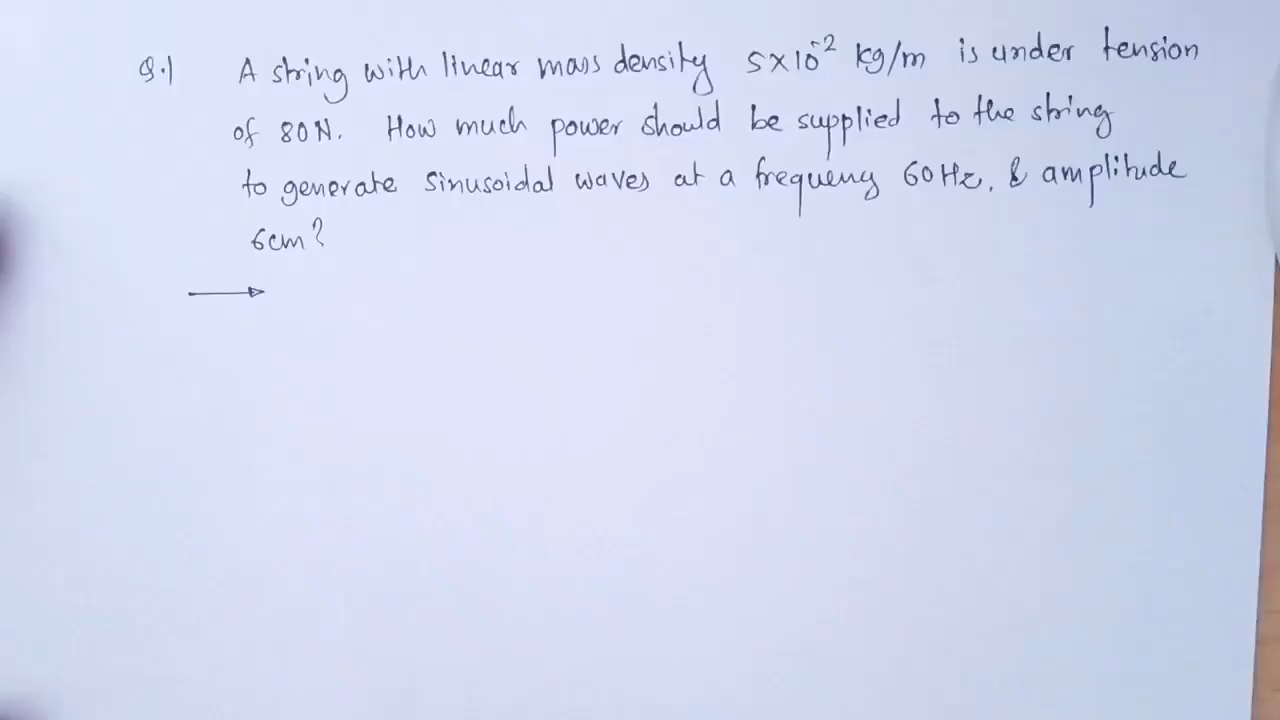 Q.1 A string with linear mass density 5×10⁻² kg/m is under tension
of 80N. How much power should be supplied to the string
to generate sinusoidal waves at a frequeny 60Hz, & amplitude
6cm?